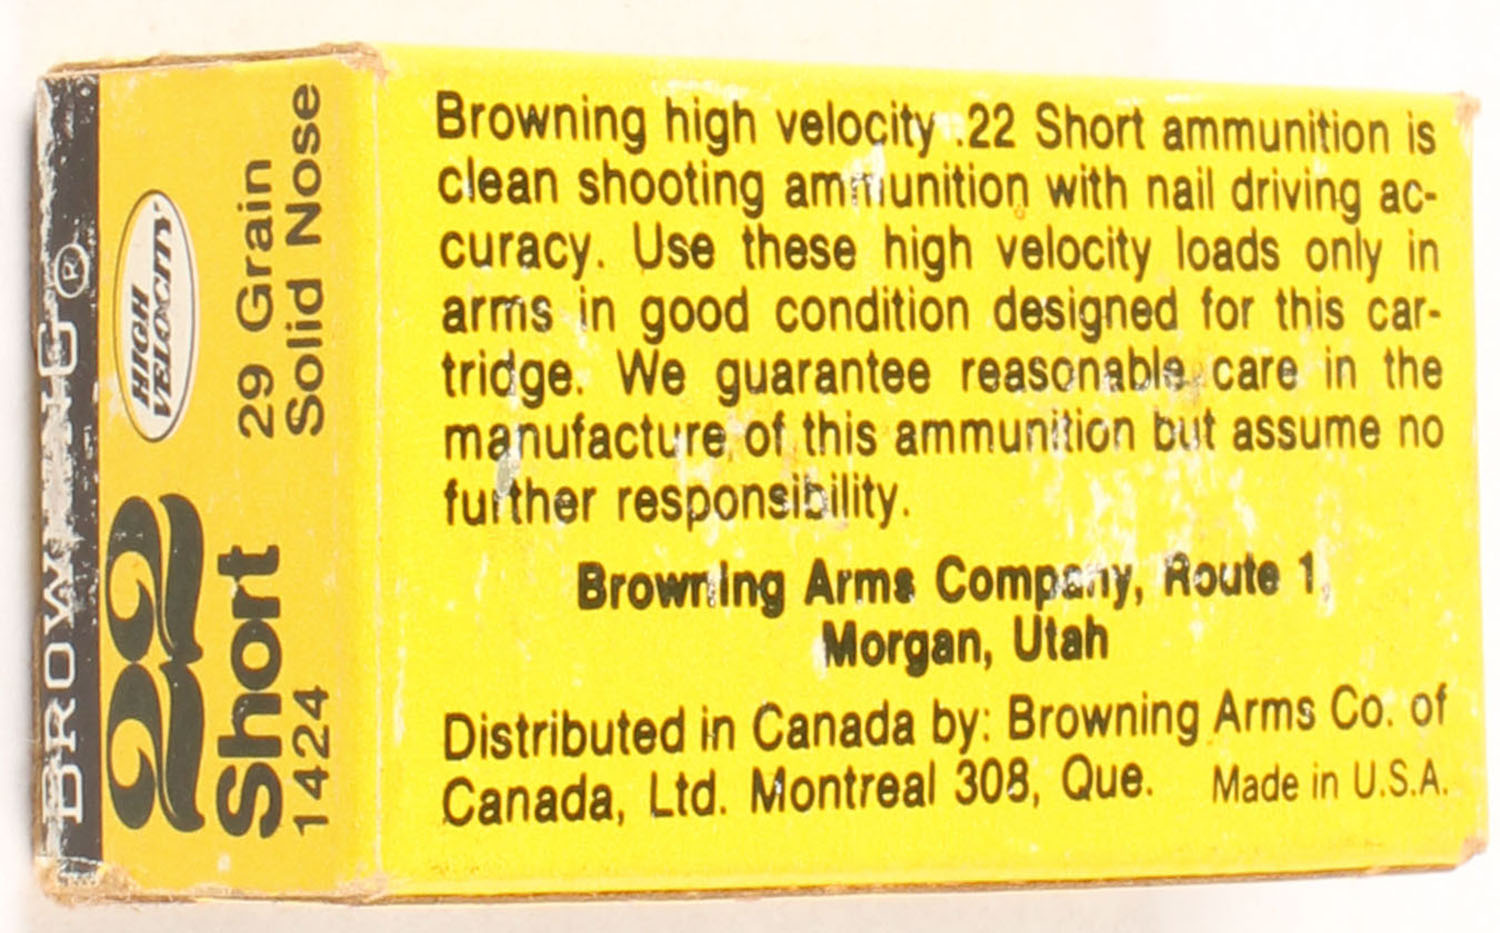 BROWNING®
22 HIGH VELOCITY
Short 29 Grain
1424 Solid Nose
Browning high velocity .22 Short ammunition is
clean shooting ammunition with nail driving ac-
curacy. Use these high velocity loads only in
arms in good condition designed for this car-
tridge. We guarantee reasonable care in the
manufacture of this ammunition but assume no
further responsibility.
Browning Arms Company, Route 1,
Morgan, Utah
Distributed in Canada by: Browning Arms Co. of
Canada, Ltd. Montreal 308, Que. Made in U.S.A.